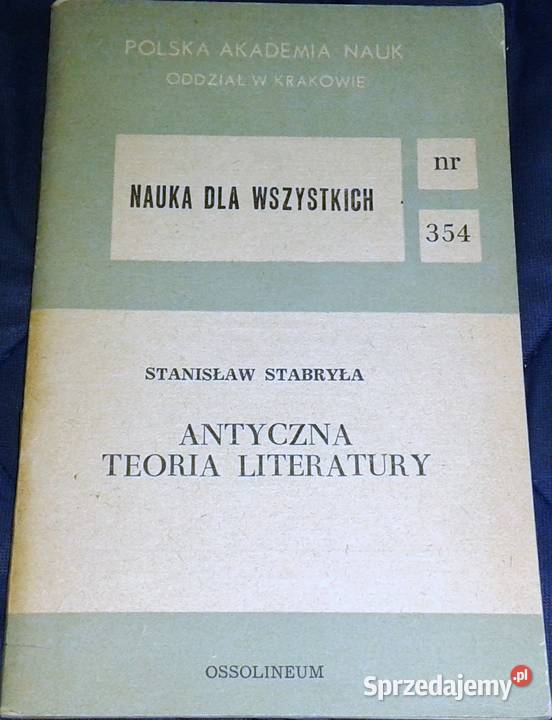 POLSKA AKADEMIA NAUK
ODDZIAŁ W KRAKOWIE
NAUKA DLA WSZYSTKICH
nr
354
STANISŁAW STABRYŁA
ANTYCZNA
TEORIA LITERATURY
OSSOLINEUM
Sprzedajemy.pl